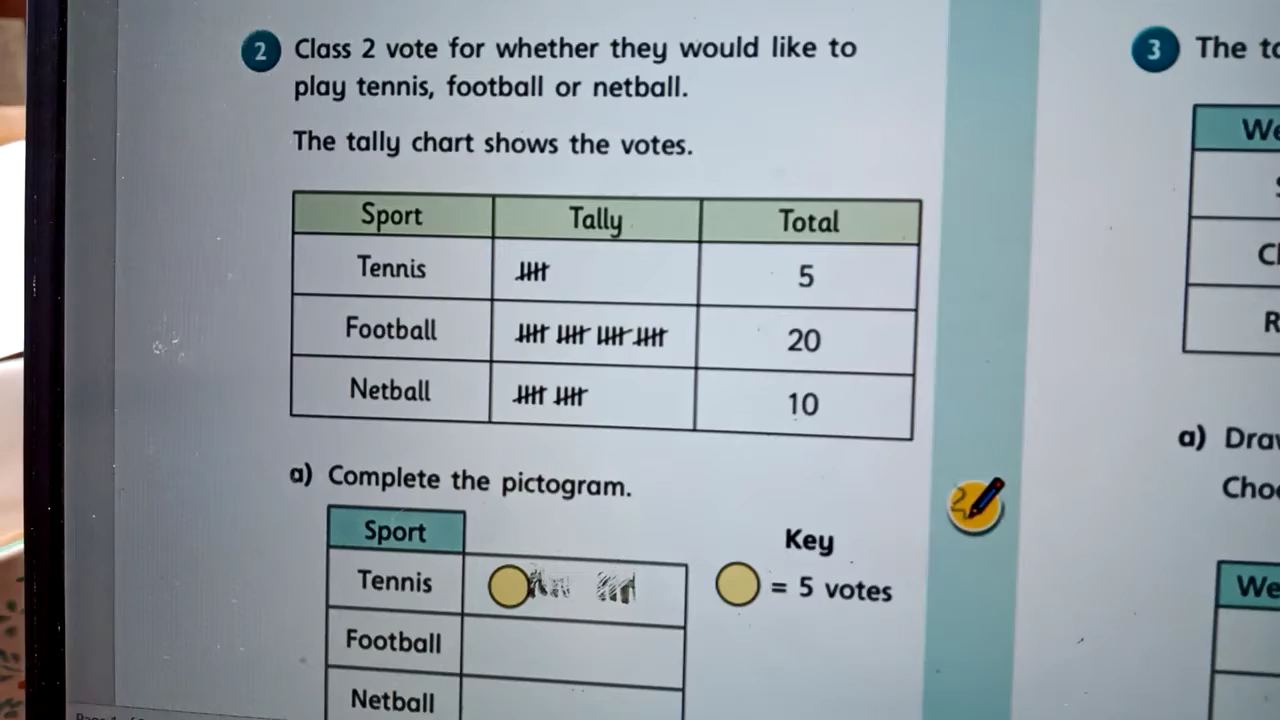 2 Class 2 vote for whether they would like to
play tennis, football or netball.
The tally chart shows the votes.
Sport Tally Total
Tennis 5
Football 20
Netball 10
a) Complete the pictogram.
Sport
Tennis
Football
Netball
Key
= 5 votes
3 The
a)